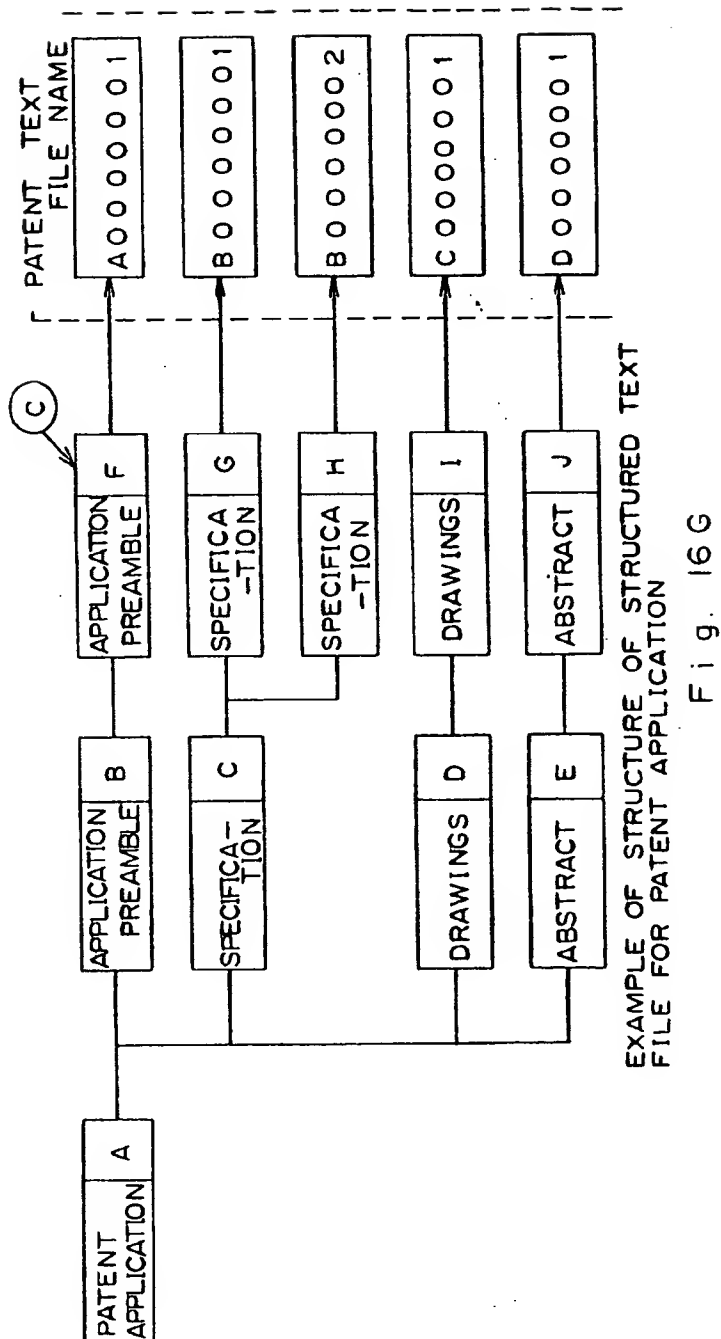 PATENT
APPLICATION A
APPLICATION
PREAMBLE B
SPECIFICA-
TION C
DRAWINGS D
ABSTRACT E
C
APPLICATION
PREAMBLE F
SPECIFICA
-TION G
SPECIFICA
-TION H
DRAWINGS I
ABSTRACT J
PATENT TEXT
FILE NAME
A0000001
B0000001
B0000002
C0000001
D0000001
EXAMPLE OF STRUCTURE OF STRUCTURED TEXT
FILE FOR PATENT APPLICATION
Fig. 16G